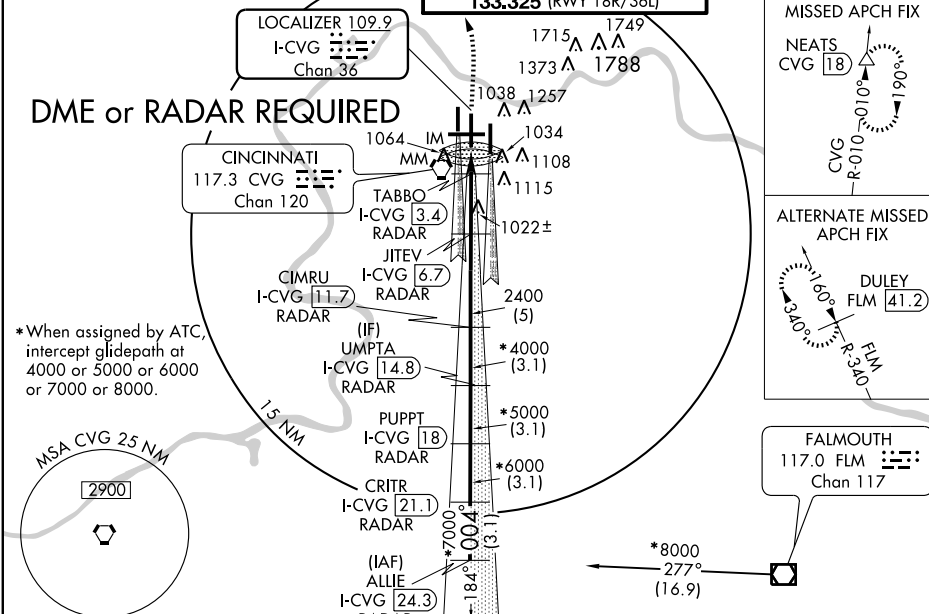 133.325 (RWY 18R/36L)
LOCALIZER 109.9
I-CVG
Chan 36
1715
1749
1373
1788
MISSED APCH FIX
NEATS
CVG 18
010°
190°
CVG
R-010
DME or RADAR REQUIRED
1038
1257
1064
IM
1034
MM
1108
1115
CINCINNATI
117.3 CVG
Chan 120
TABBO
I-CVG 3.4
RADAR
1022±
JITEV
I-CVG 6.7
RADAR
CIMRU
I-CVG 11.7
RADAR
2400
(5)
ALTERNATE MISSED
APCH FIX
DULEY
FLM 41.2
160°
340°
FLM
R-340
*When assigned by ATC,
intercept glidepath at
4000 or 5000 or 6000
or 7000 or 8000.
(IF)
UMPTA
I-CVG 14.8
RADAR
*4000
(3.1)
15 NM
PUPPT
I-CVG 18
RADAR
*5000
(3.1)
MSA CVG 25 NM
2900
CRITR
I-CVG 21.1
RADAR
*6000
(3.1)
FALMOUTH
117.0 FLM
Chan 117
*7000
004°
(3.1)
184°
(IAF)
ALLIE
I-CVG 24.3
*8000
277°
(16.9)